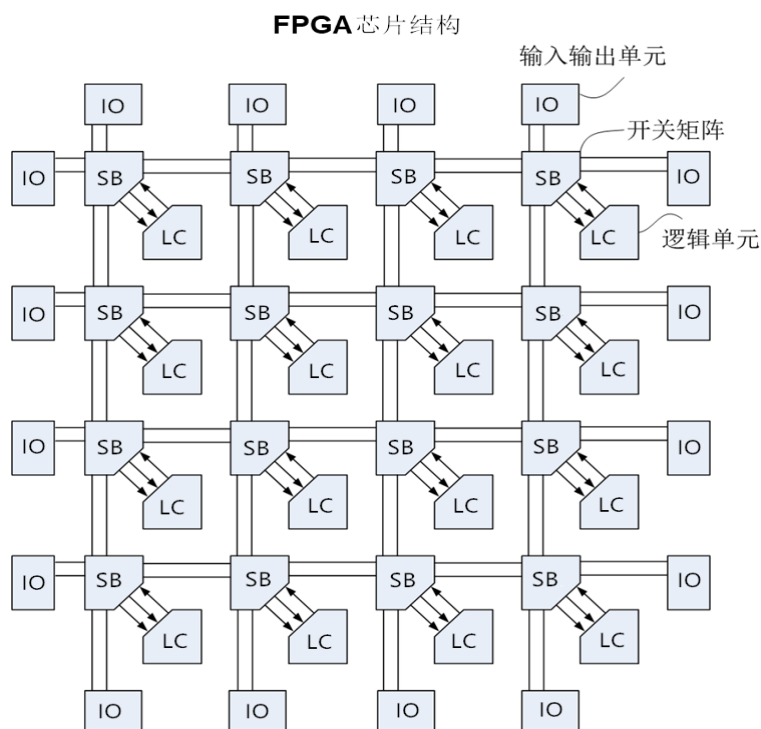 FPGA芯片结构
输入输出单元
IO IO IO IO
开关矩阵
IO SB SB SB SB IO
LC LC LC LC
逻辑单元
IO SB SB SB SB IO
LC LC LC LC
IO SB SB SB SB IO
LC LC LC LC
IO SB SB SB SB IO
LC LC LC LC
IO IO IO IO